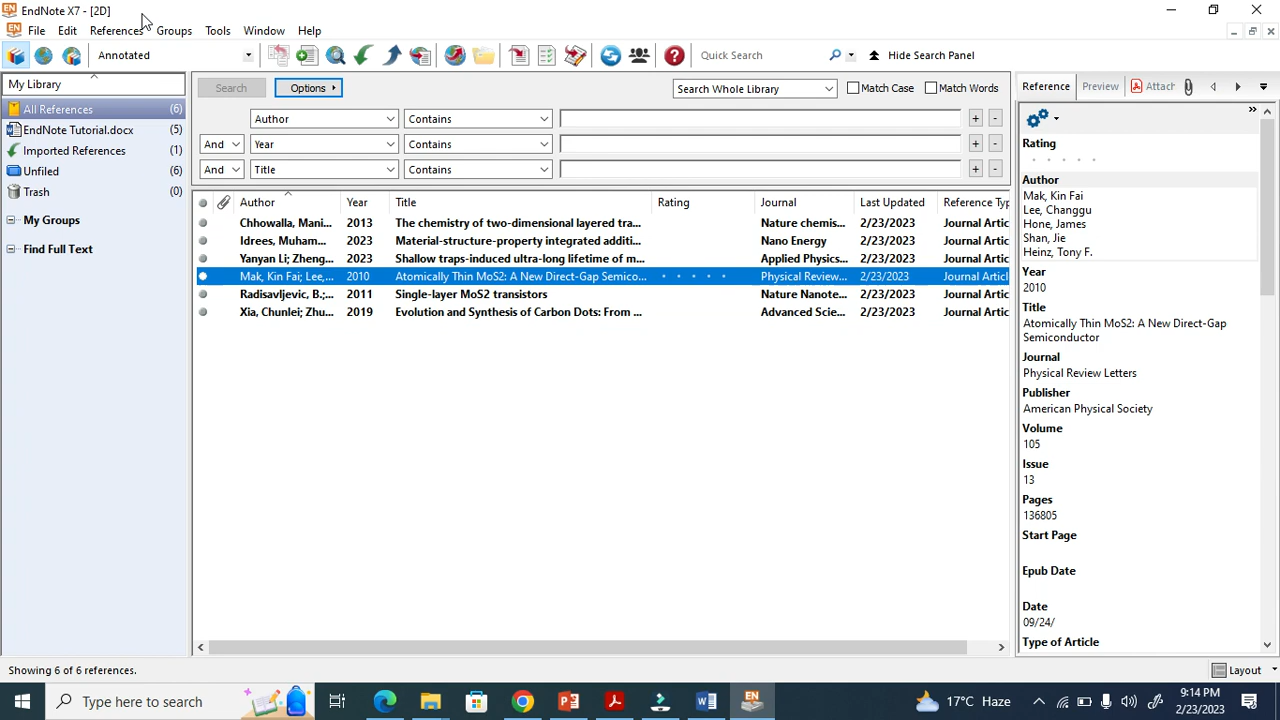 EndNote X7 - [2D]
File Edit References Groups Tools Window Help
Annotated
Quick Search
Hide Search Panel
My Library
All References (6)
EndNote Tutorial.docx (5)
Imported References (1)
Unfiled (6)
Trash (0)
My Groups
Find Full Text
Search Options Search Whole Library Match Case Match Words
Author Contains + -
And Year Contains + -
And Title Contains + -
Author Year Title Rating Journal Last Updated Reference Typ
Chhowalla, Mani... 2013 The chemistry of two-dimensional layered tra... Nature chemis... 2/23/2023 Journal Artic
Idrees, Muham... 2023 Material-structure-property integrated additi... Nano Energy 2/23/2023 Journal Artic
Yanyan Li; Zheng... 2023 Shallow traps-induced ultra-long lifetime of m... Applied Physics... 2/23/2023 Journal Artic
Mak, Kin Fai; Lee,... 2010 Atomically Thin MoS2: A New Direct-Gap Semico... Physical Review... 2/23/2023 Journal Articl
Radisavljevic, B.;... 2011 Single-layer MoS2 transistors Nature Nanote... 2/23/2023 Journal Artic
Xia, Chunlei; Zhu... 2019 Evolution and Synthesis of Carbon Dots: From ... Advanced Scie... 2/23/2023 Journal Artic
Reference Preview Attach
Rating
Author
Mak, Kin Fai
Lee, Changgu
Hone, James
Shan, Jie
Heinz, Tony F.
Year
2010
Title
Atomically Thin MoS2: A New Direct-Gap
Semiconductor
Journal
Physical Review Letters
Publisher
American Physical Society
Volume
105
Issue
13
Pages
136805
Start Page
Epub Date
Date
09/24/
Type of Article
Showing 6 of 6 references.
Layout
Type here to search
17°C Haze
9:14 PM
2/23/2023